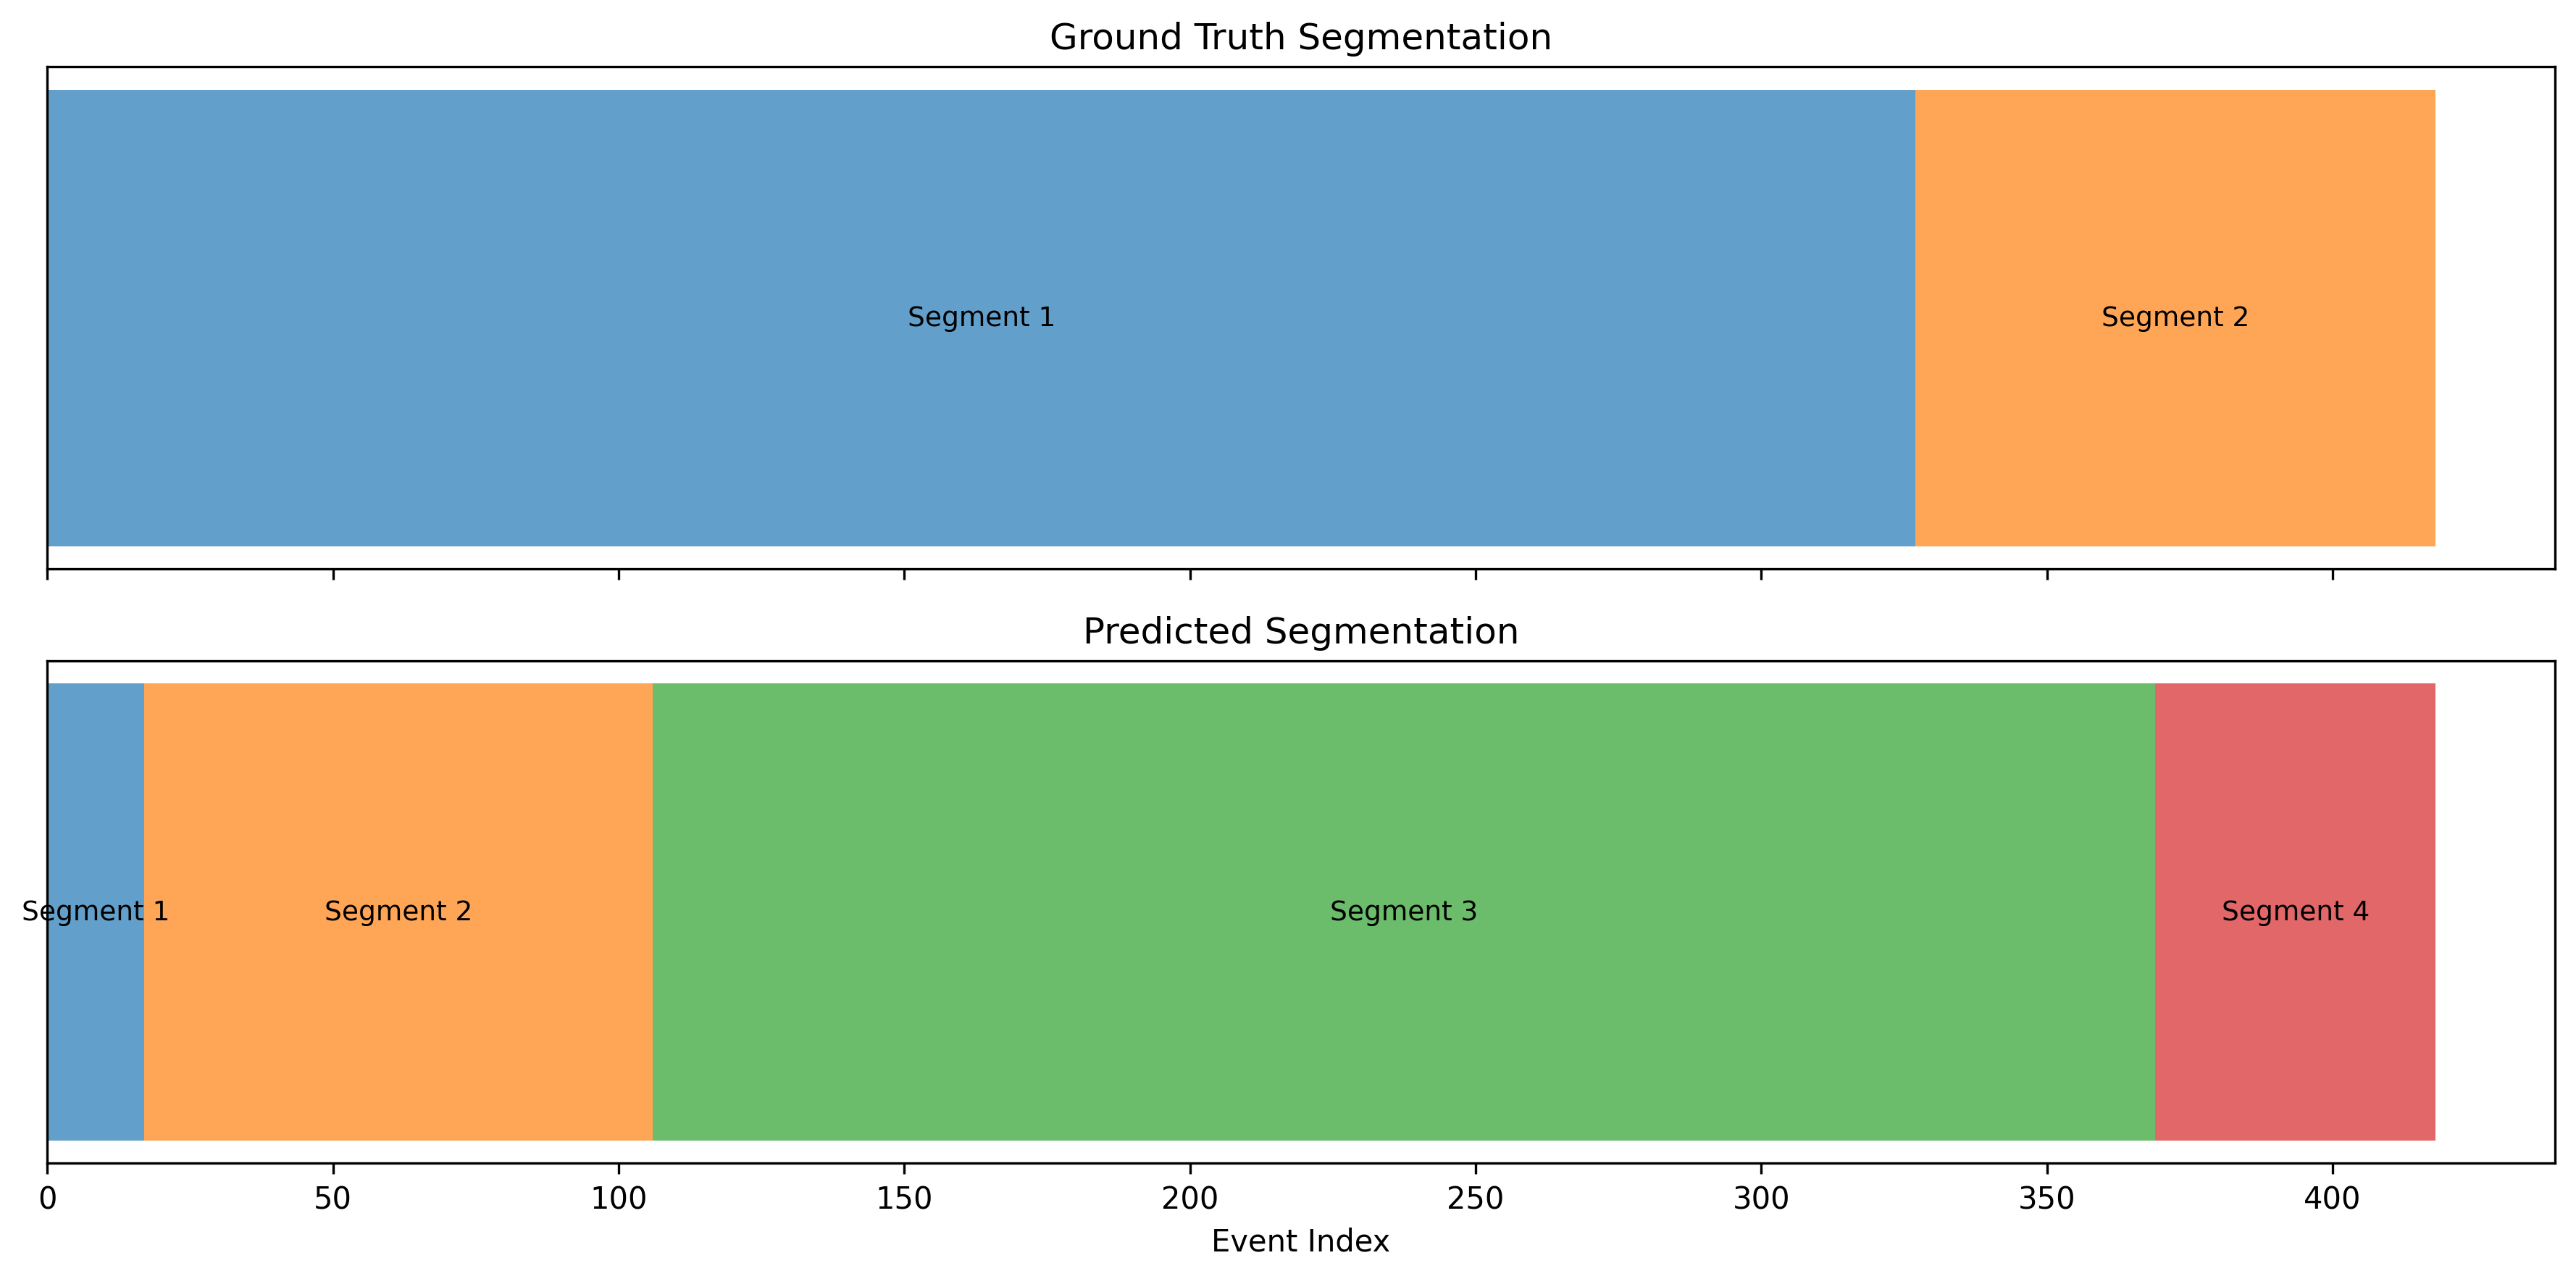 Ground Truth Segmentation
Segment 1 Segment 2
Predicted Segmentation
Segment 1 Segment 2 Segment 3 Segment 4
0 50 100 150 200 250 300 350 400
Event Index